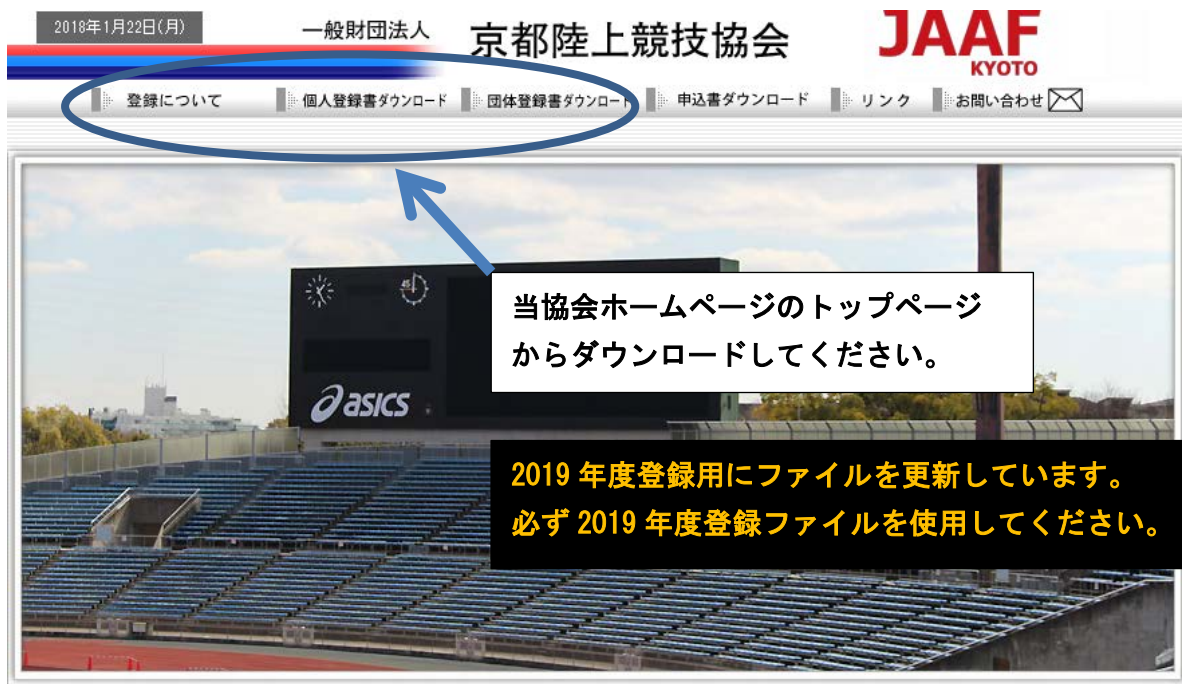 2018年1月22日(月)
一般財団法人
京都陸上競技協会
JAAF
KYOTO
登録について
個人登録書ダウンロード
団体登録書ダウンロード
申込書ダウンロード
リンク
お問い合わせ
45
当協会ホームページのトップページ
からダウンロードしてください。
asics
2019 年度登録用にファイルを更新しています。
必ず 2019 年度登録ファイルを使用してください。